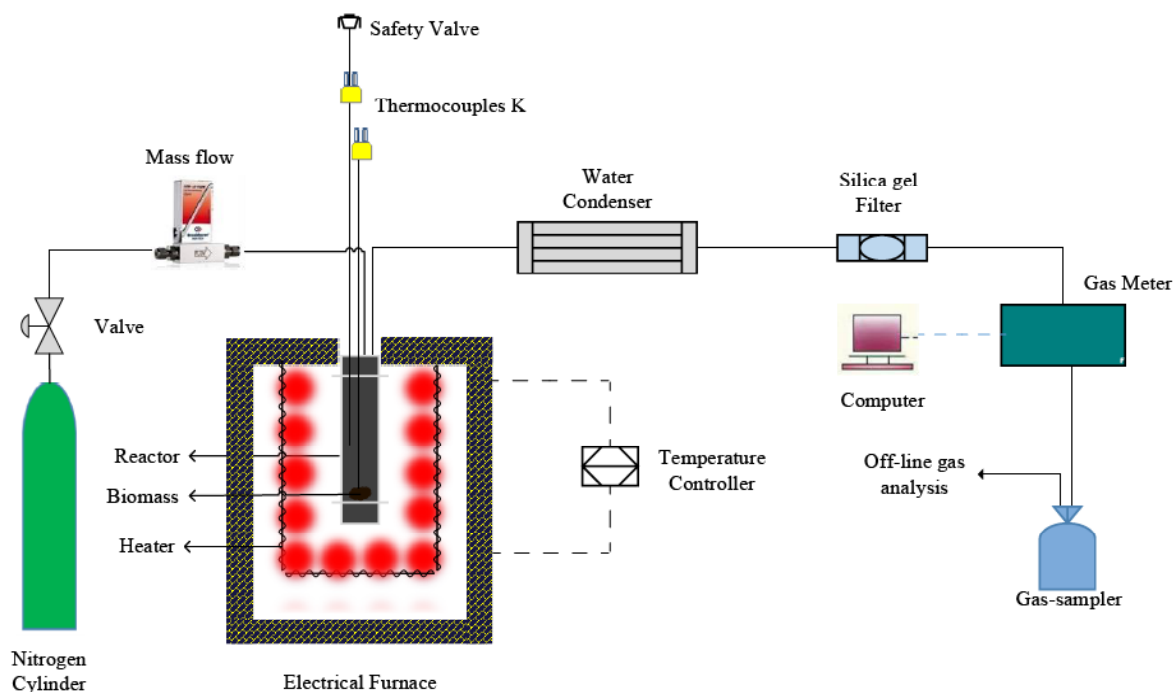 Safety Valve
Thermocouples K
Mass flow
Water
Condenser
Silica gel
Filter
Gas Meter
Valve
Computer
Reactor
Biomass
Heater
Temperature
Controller
Off-line gas
analysis
Gas-sampler
Nitrogen
Cylinder
Electrical Furnace